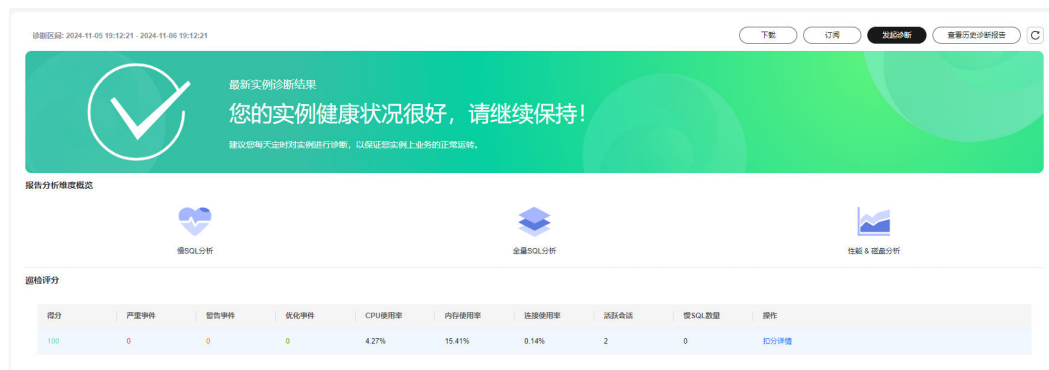 诊断区间: 2024-11-05 19:12:21 - 2024-11-06 19:12:21 下载 订阅 发起诊断 查看历史诊断报告
最新实例诊断结果
您的实例健康状况很好，请继续保持！
建议您每天定时对实例进行诊断，以保证您实例上业务的正常运转。
报告分析维度概览
慢SQL分析 全量SQL分析 性能 & 磁盘分析
巡检评分
得分 严重事件 警告事件 优化事件 CPU使用率 内存使用率 连接使用率 活跃会话 慢SQL数量 操作
100 0 0 0 4.27% 15.41% 0.14% 2 0 扣分详情